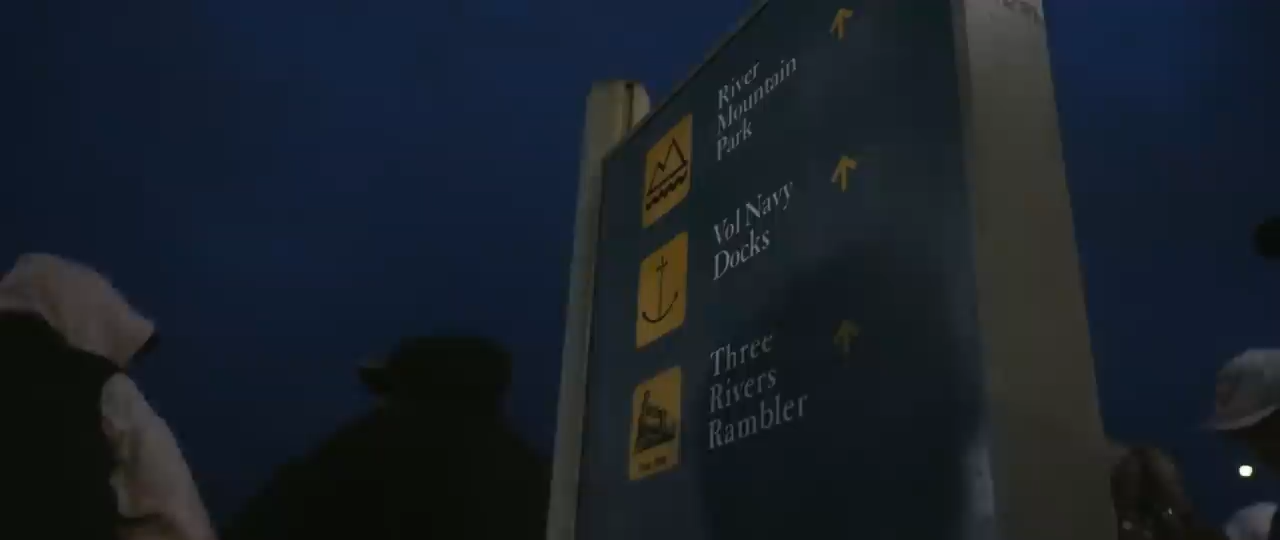 River
Mountain
Park
Vol Navy
Docks
Three
Rivers
Rambler